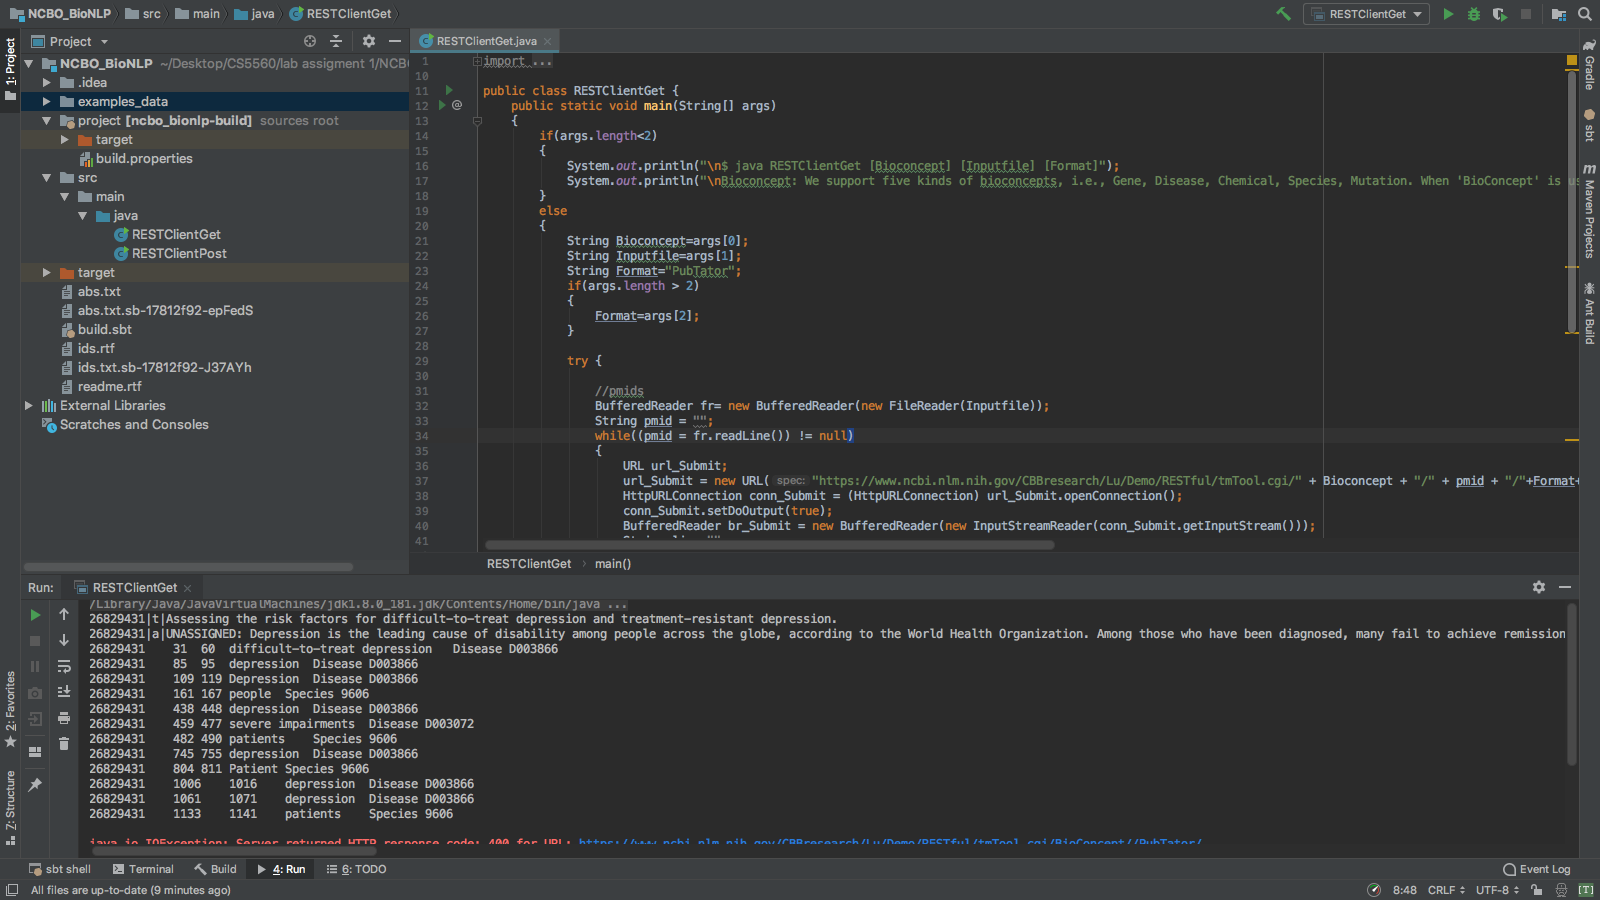 NCBO_BioNLP › src › main › java › RESTClientGet
RESTClientGet
Project
RESTClientGet.java
1: Project
NCBO_BioNLP ~/Desktop/CS5560/lab assigment 1/NCBO
.idea
examples_data
project [ncbo_bionlp-build] sources root
target
build.properties
src
main
java
RESTClientGet
RESTClientPost
target
abs.txt
abs.txt.sb-17812f92-epFedS
build.sbt
ids.rtf
ids.txt.sb-17812f92-J37AYh
readme.rtf
External Libraries
Scratches and Consoles
1 import ...
10
11 public class RESTClientGet {
12 @ public static void main(String[] args)
13 {
14 if(args.length<2)
15 {
16 System.out.println("\n$ java RESTClientGet [Bioconcept] [Inputfile] [Format]");
17 System.out.println("\nBioconcept: We support five kinds of bioconcepts, i.e., Gene, Disease, Chemical, Species, Mutation. When 'BioConcept' is us
18 }
19 else
20 {
21 String Bioconcept=args[0];
22 String Inputfile=args[1];
23 String Format="PubTator";
24 if(args.length > 2)
25 {
26 Format=args[2];
27 }
28
29 try {
30
31 //pmids
32 BufferedReader fr= new BufferedReader(new FileReader(Inputfile));
33 String pmid = "";
34 while((pmid = fr.readLine()) != null)
35 {
36 URL url_Submit;
37 url_Submit = new URL( spec: "https://www.ncbi.nlm.nih.gov/CBBresearch/Lu/Demo/RESTful/tmTool.cgi/" + Bioconcept + "/" + pmid + "/"+Format+
38 HttpURLConnection conn_Submit = (HttpURLConnection) url_Submit.openConnection();
39 conn_Submit.setDoOutput(true);
40 BufferedReader br_Submit = new BufferedReader(new InputStreamReader(conn_Submit.getInputStream()));
41
RESTClientGet › main()
Gradle
sbt
Maven Projects
Ant Build
Run: RESTClientGet
/Library/Java/JavaVirtualMachines/jdk1.8.0_181.jdk/Contents/Home/bin/java ...
26829431|t|Assessing the risk factors for difficult-to-treat depression and treatment-resistant depression.
26829431|a|UNASSIGNED: Depression is the leading cause of disability among people across the globe, according to the World Health Organization. Among those who have been diagnosed, many fail to achieve remission
26829431 31 60 difficult-to-treat depression Disease D003866
26829431 85 95 depression Disease D003866
26829431 109 119 Depression Disease D003866
26829431 161 167 people Species 9606
26829431 438 448 depression Disease D003866
26829431 459 477 severe impairments Disease D003072
26829431 482 490 patients Species 9606
26829431 745 755 depression Disease D003866
26829431 804 811 Patient Species 9606
26829431 1006 1016 depression Disease D003866
26829431 1061 1071 depression Disease D003866
26829431 1133 1141 patients Species 9606
java.io.IOException: Server returned HTTP response code: 400 for URL: https://www.ncbi.nlm.nih.gov/CBBresearch/Lu/Demo/RESTful/tmTool.cgi/BioConcept//PubTator/
2: Favorites
7: Structure
sbt shell Terminal Build 4: Run 6: TODO Event Log
All files are up-to-date (9 minutes ago) 8:48 CRLF UTF-8 [T]